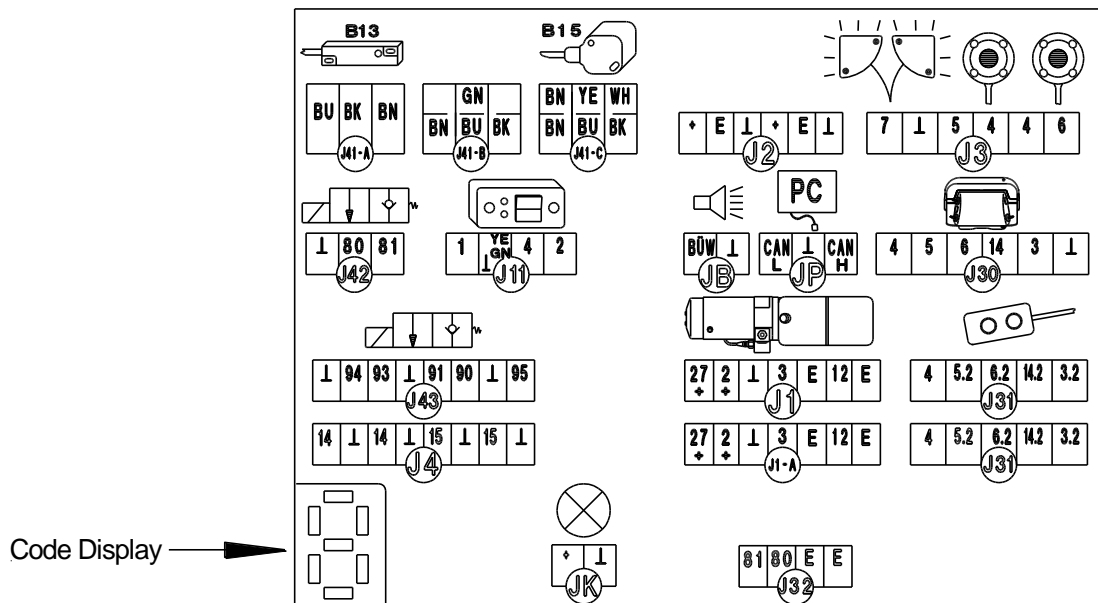 B13 B15
BU BK BN
GN
BN BU BK
BN YE WH
BN BU BK
J41-A J41-B J41-C
+ E ⊥ + E ⊥
J2
7 ⊥ 5 4 4 6
J3
PC
⊥ 80 81
J42
1 ⊥ YE GN 4 2
J11
BÜW ⊥
JB
CAN L ⊥ CAN H
JP
4 5 6 14 3 ⊥
J30
⊥ 94 93 ⊥ 91 90 ⊥ 95
J43
27 + 2 + ⊥ 3 E 12 E
J1
4 5.2 6.2 14.2 3.2
J31
14 ⊥ 14 ⊥ 15 ⊥ 15 ⊥
J4
27 + 2 + ⊥ 3 E 12 E
J1-A
4 5.2 6.2 14.2 3.2
J31
Code Display
+ ⊥
JK
81 80 E E
J32